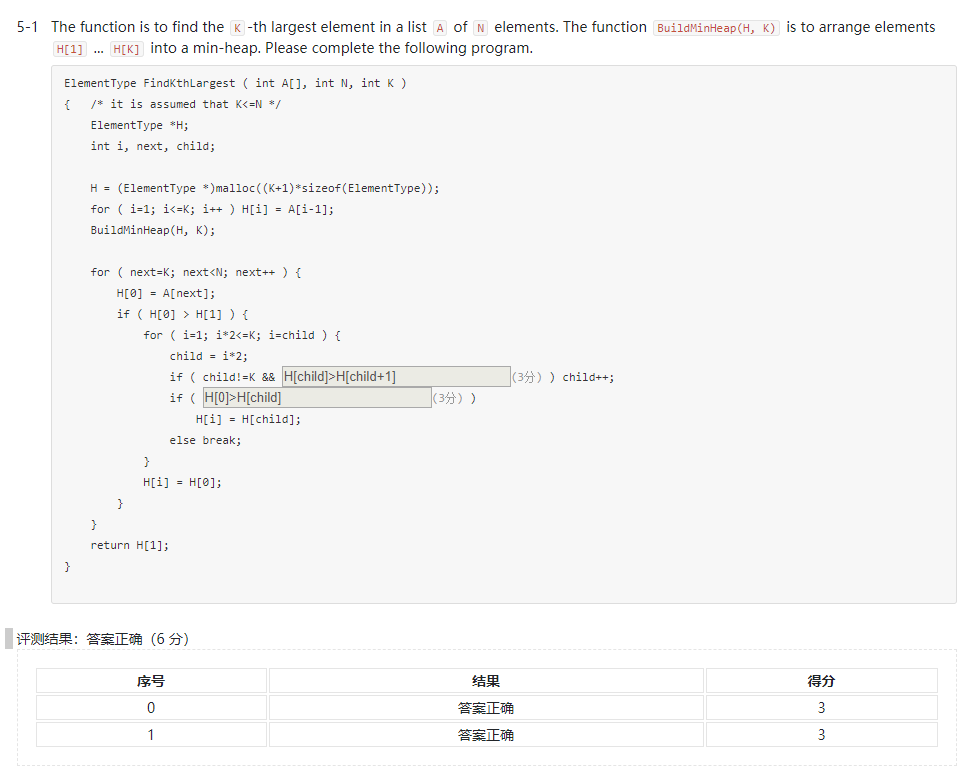 5-1 The function is to find the K -th largest element in a list A of N elements. The function BuildMinHeap(H, K) is to arrange elements
H[1] … H[K] into a min-heap. Please complete the following program.
ElementType FindKthLargest ( int A[], int N, int K )
{   /* it is assumed that K<=N */
    ElementType *H;
    int i, next, child;
    H = (ElementType *)malloc((K+1)*sizeof(ElementType));
    for ( i=1; i<=K; i++ ) H[i] = A[i-1];
    BuildMinHeap(H, K);
    for ( next=K; next<N; next++ ) {
        H[0] = A[next];
        if ( H[0] > H[1] ) {
            for ( i=1; i*2<=K; i=child ) {
                child = i*2;
                if ( child!=K && H[child]>H[child+1] (3分) ) child++;
                if ( H[0]>H[child] (3分) )
                    H[i] = H[child];
                else break;
            }
            H[i] = H[0];
        }
    }
    return H[1];
}
评测结果：答案正确（6 分）
序号 结果 得分
0 答案正确 3
1 答案正确 3